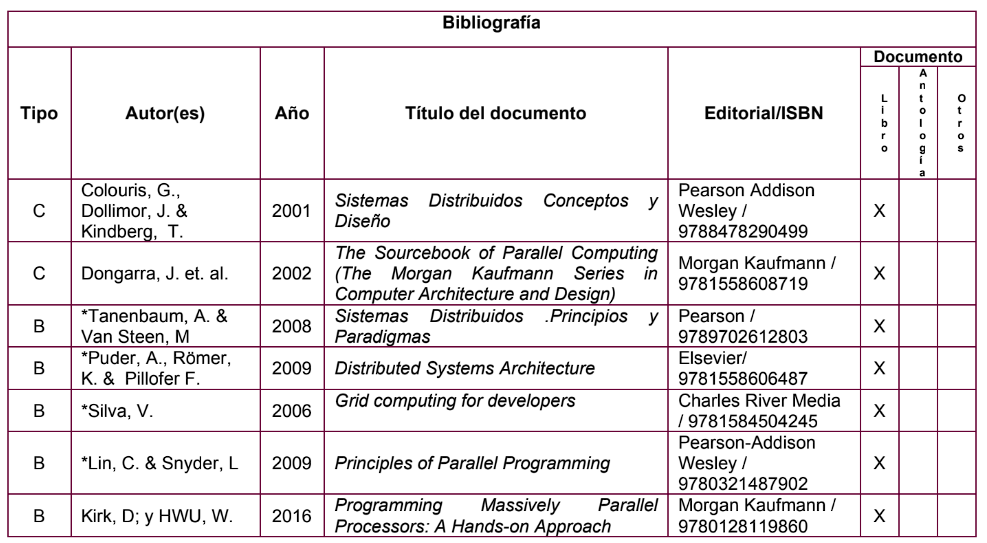 Bibliografía
Tipo
Autor(es)
Año
Título del documento
Editorial/ISBN
Documento
Libro
Antología
Otros
C
Colouris, G.,
Dollimor, J. &
Kindberg, T.
2001
Sistemas Distribuidos Conceptos y
Diseño
Pearson Addison
Wesley /
9788478290499
X
C
Dongarra, J. et. al.
2002
The Sourcebook of Parallel Computing
(The Morgan Kaufmann Series in
Computer Architecture and Design)
Morgan Kaufmann /
9781558608719
X
B
*Tanenbaum, A. &
Van Steen, M
2008
Sistemas Distribuidos .Principios y
Paradigmas
Pearson /
9789702612803
X
B
*Puder, A., Römer,
K. & Pillofer F.
2009
Distributed Systems Architecture
Elsevier/
9781558606487
X
B
*Silva, V.
2006
Grid computing for developers
Charles River Media
/ 9781584504245
X
B
*Lin, C. & Snyder, L
2009
Principles of Parallel Programming
Pearson-Addison
Wesley /
9780321487902
X
B
Kirk, D; y HWU, W.
2016
Programming Massively Parallel
Processors: A Hands-on Approach
Morgan Kaufmann /
9780128119860
X